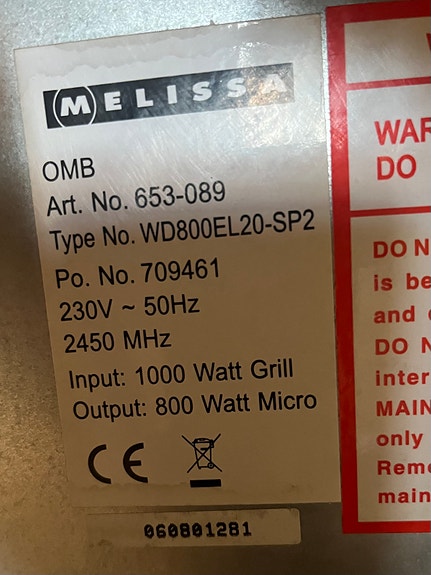 MELISSA
OMB
Art. No. 653-089
Type No. WD800EL20-SP2
Po. No. 709461
230V ~ 50Hz
2450 MHz
Input: 1000 Watt Grill
Output: 800 Watt Micro
CE
060801281
WAR
DO
DO N
is be
and
DO N
inter
MAIN
only
Reme
main